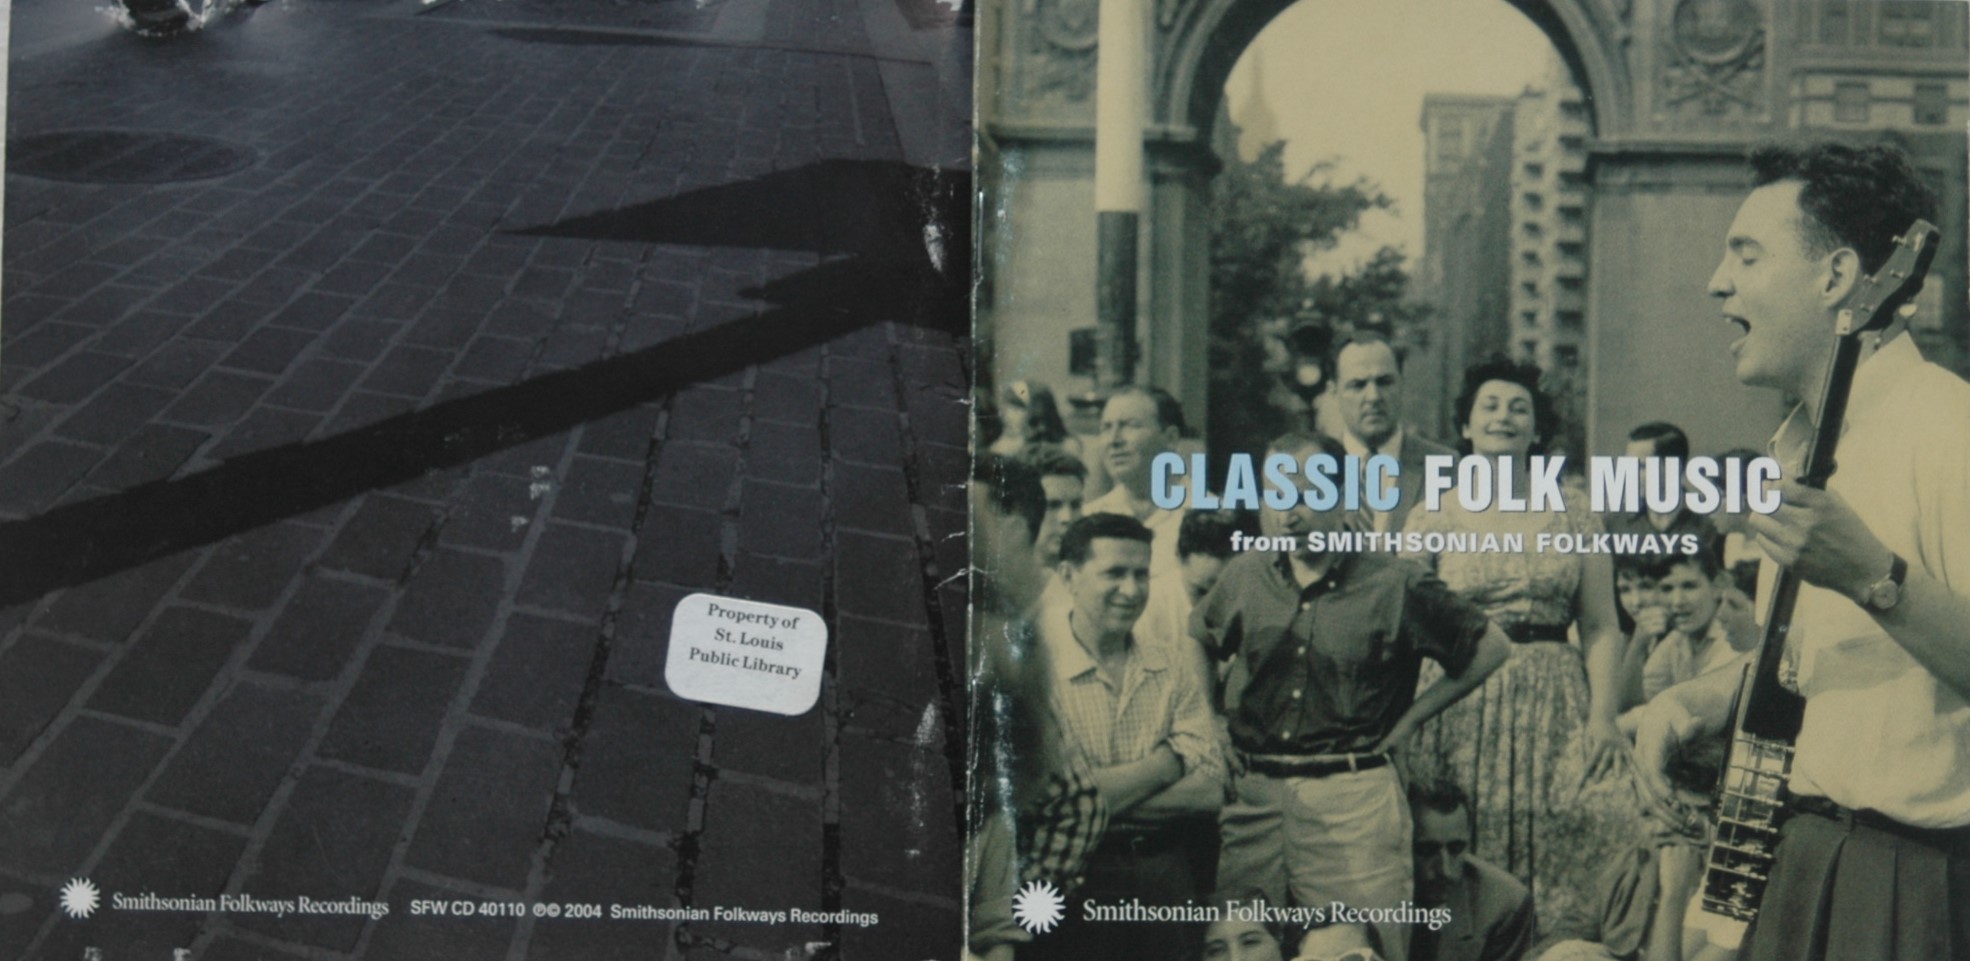 Property of
St. Louis
Public Library
Smithsonian Folkways Recordings SFW CD 40110 ℗© 2004 Smithsonian Folkways Recordings
CLASSIC FOLK MUSIC
from SMITHSONIAN FOLKWAYS
Smithsonian Folkways Recordings